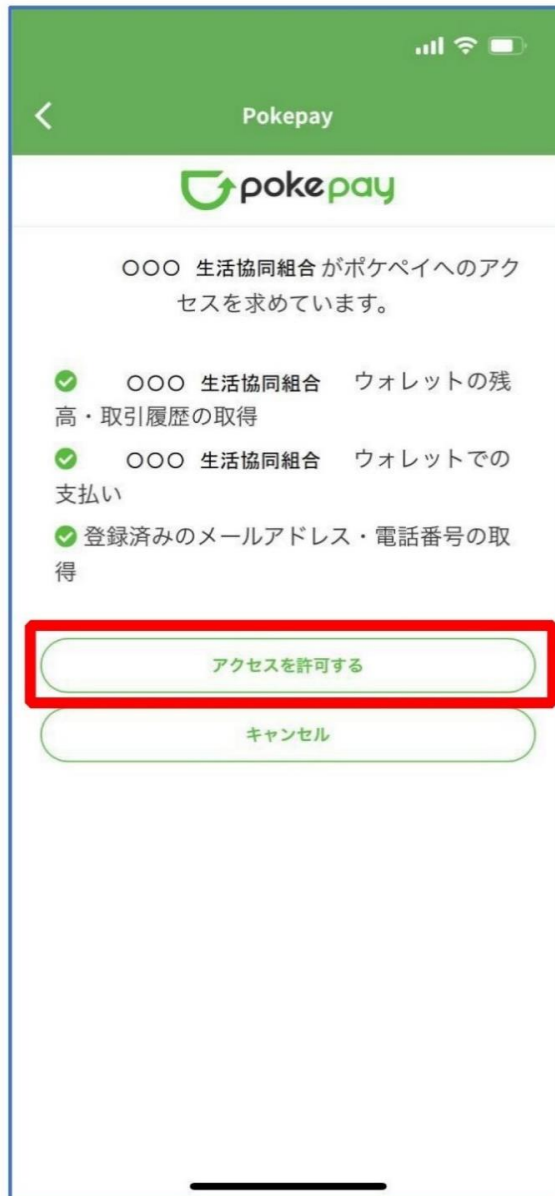 Pokepay
pokepay
○○○ 生活協同組合 がポケペイへのアク
セスを求めています。
○○○ 生活協同組合 ウォレットの残
高・取引履歴の取得
○○○ 生活協同組合 ウォレットでの
支払い
登録済みのメールアドレス・電話番号の取
得
アクセスを許可する
キャンセル